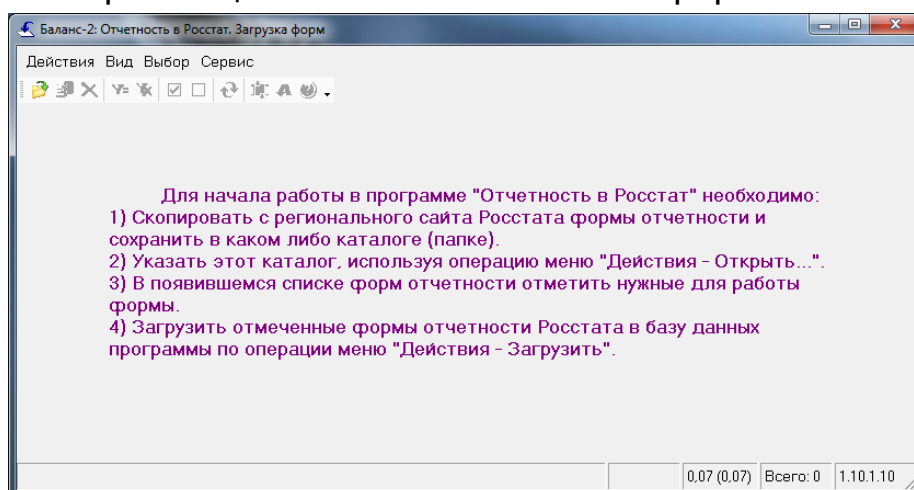 Баланс-2: Отчетность в Росстат. Загрузка форм
Действия Вид Выбор Сервис
Для начала работы в программе "Отчетность в Росстат" необходимо:
1) Скопировать с регионального сайта Росстата формы отчетности и
сохранить в каком либо каталоге (папке).
2) Указать этот каталог, используя операцию меню "Действия - Открыть...".
3) В появившемся списке форм отчетности отметить нужные для работы
формы.
4) Загрузить отмеченные формы отчетности Росстата в базу данных
программы по операции меню "Действия - Загрузить".
0,07 (0,07) Всего: 0 1.10.1.10